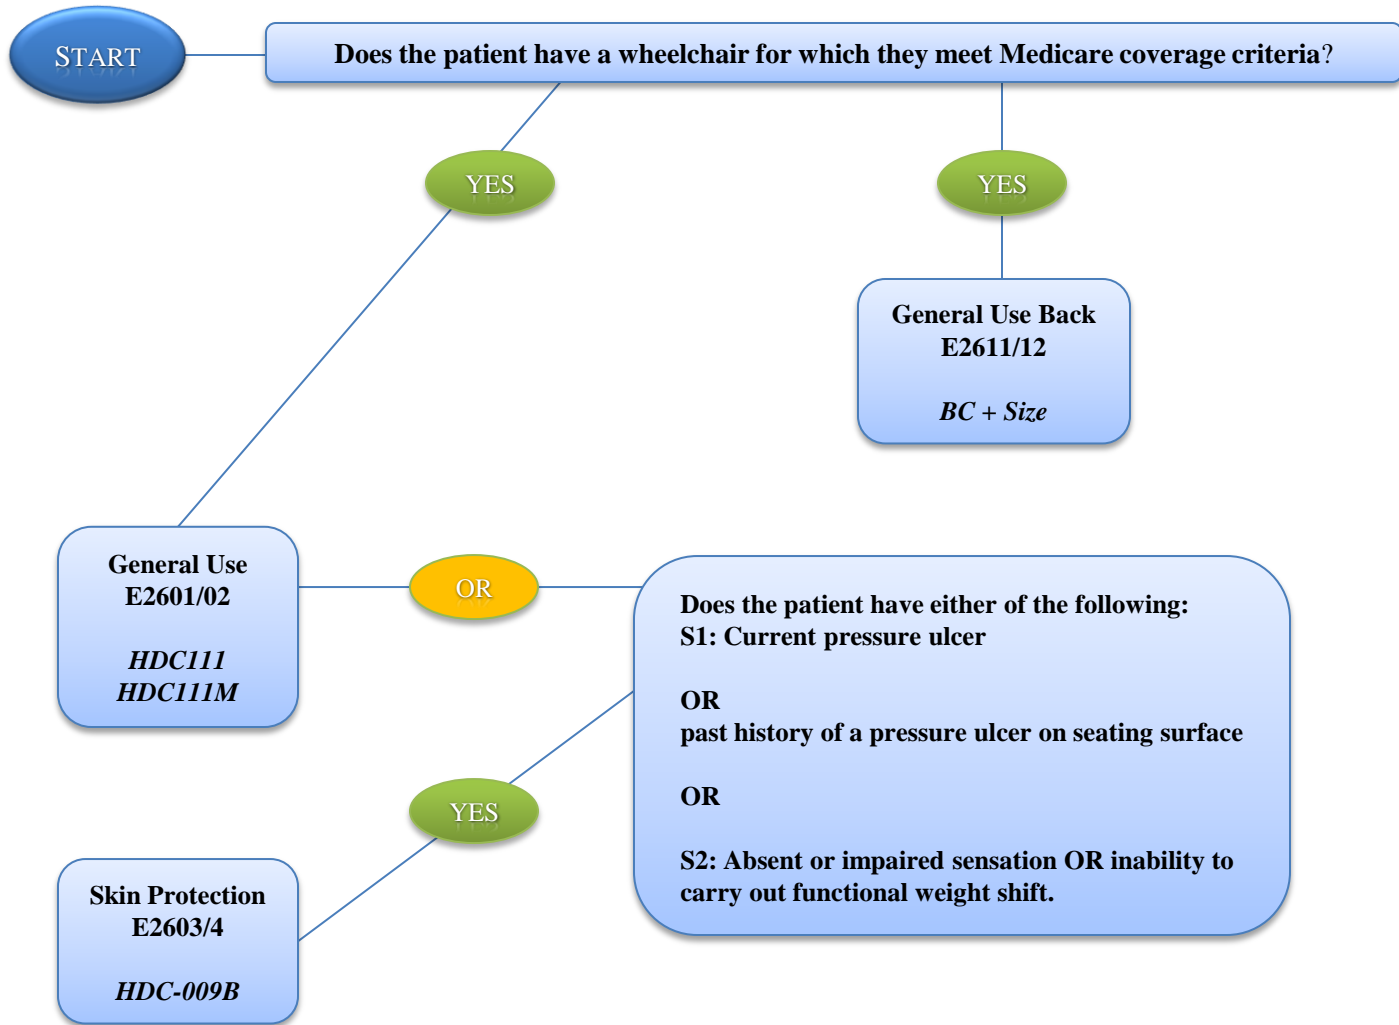 START
Does the patient have a wheelchair for which they meet Medicare coverage criteria?
YES
YES
General Use Back
E2611/12
BC + Size
General Use
E2601/02
HDC111
HDC111M
OR
Does the patient have either of the following:
S1: Current pressure ulcer
OR
past history of a pressure ulcer on seating surface
OR
S2: Absent or impaired sensation OR inability to
carry out functional weight shift.
YES
Skin Protection
E2603/4
HDC-009B